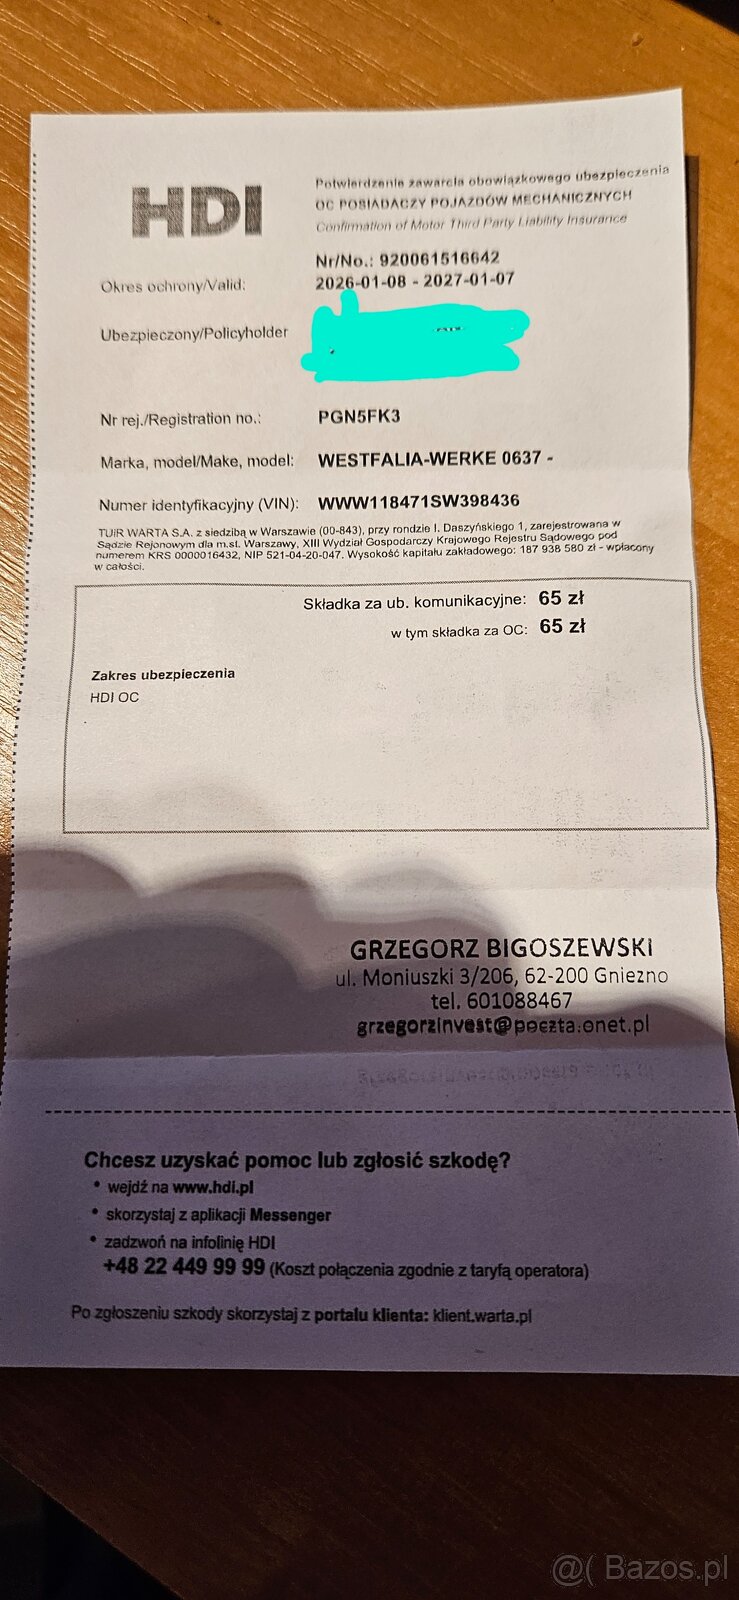 HDI
Potwierdzenie zawarcia obowiązkowego ubezpieczenia
OC POSIADACZY POJAZDÓW MECHANICZNYCH
Confirmation of Motor Third Party Liability Insurance
Nr/No.: 920061516642
Okres ochrony/Valid: 2026-01-08 - 2027-01-07
Ubezpieczony/Policyholder
Nr rej./Registration no.: PGN5FK3
Marka, model/Make, model: WESTFALIA-WERKE 0637 -
Numer identyfikacyjny (VIN): WWW118471SW398436
TUiR WARTA S.A. z siedzibą w Warszawie (00-843), przy rondzie I. Daszyńskiego 1, zarejestrowana w
Sądzie Rejonowym dla m.st. Warszawy, XIII Wydział Gospodarczy Krajowego Rejestru Sądowego pod
numerem KRS 0000016432, NIP 521-04-20-047. Wysokość kapitału zakładowego: 187 938 580 zł - wpłacony
w całości.
Składka za ub. komunikacyjne: 65 zł
w tym składka za OC: 65 zł
Zakres ubezpieczenia
HDI OC
GRZEGORZ BIGOSZEWSKI
ul. Moniuszki 3/206, 62-200 Gniezno
tel. 601088467
grzegorzinvest@poczta.onet.pl
Chcesz uzyskać pomoc lub zgłosić szkodę?
• wejdź na www.hdi.pl
• skorzystaj z aplikacji Messenger
• zadzwoń na infolinię HDI
+48 22 449 99 99 (Koszt połączenia zgodnie z taryfą operatora)
Po zgłoszeniu szkody skorzystaj z portalu klienta: klient.warta.pl
@( Bazos.pl